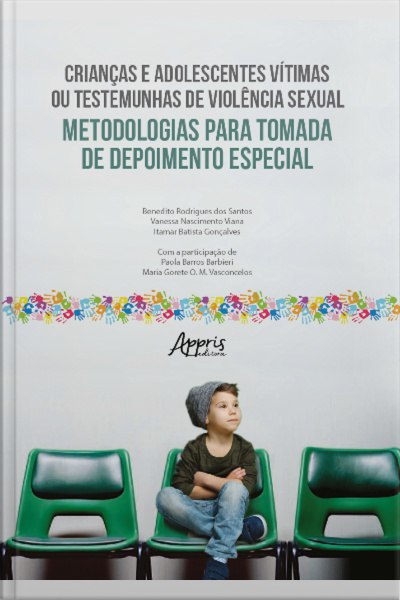 CRIANÇAS E ADOLESCENTES VÍTIMAS
OU TESTEMUNHAS DE VIOLÊNCIA SEXUAL
METODOLOGIAS PARA TOMADA
DE DEPOIMENTO ESPECIAL
Benedito Rodrigues dos Santos
Vanessa Nascimento Viana
Itamar Batista Gonçalves
Com a participação de
Paola Barros Barbieri
Maria Gorete O. M. Vasconcelos
Appris
editora